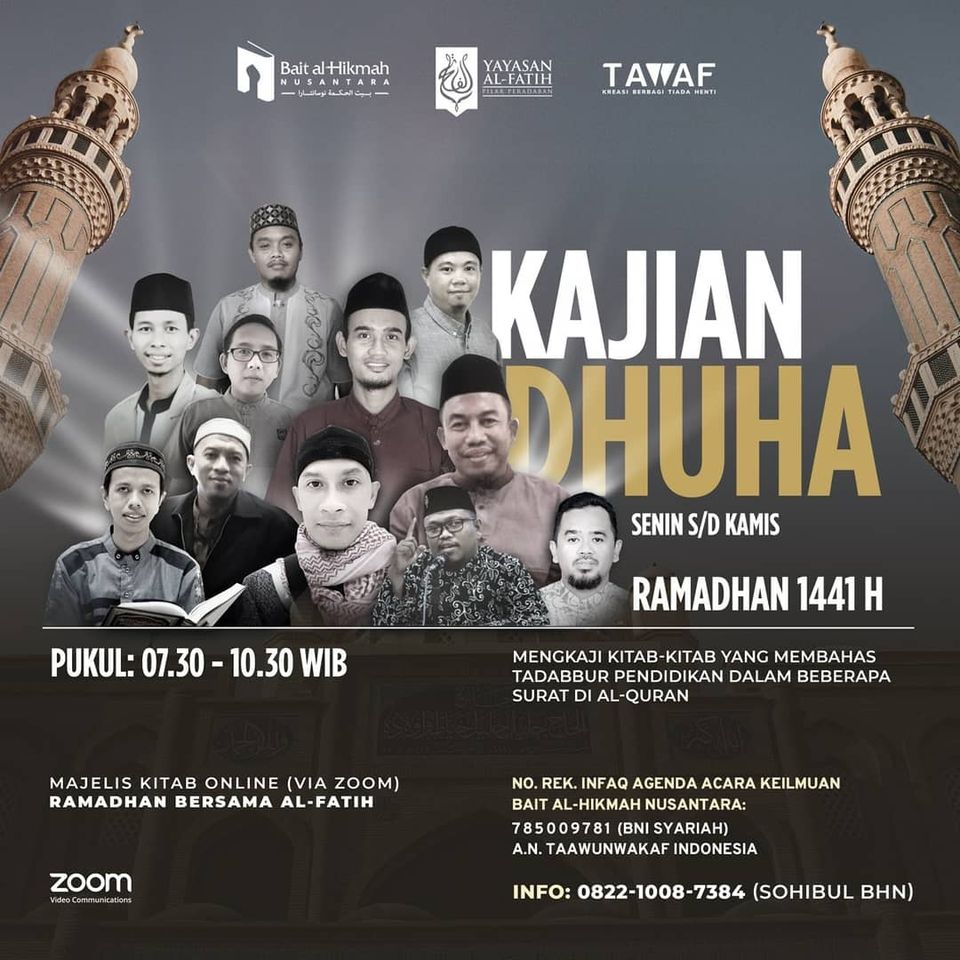 Bait al-Hikmah
NUSANTARA
بيت الحكمة نوسانتارا
YAYASAN
AL-FATIH
PILAR PERADABAN
TAWAF
KREASI BERBAGI TIADA HENTI
KAJIAN
DHUHA
SENIN S/D KAMIS
RAMADHAN 1441 H
PUKUL: 07.30 - 10.30 WIB
MENGKAJI KITAB-KITAB YANG MEMBAHAS
TADABBUR PENDIDIKAN DALAM BEBERAPA
SURAT DI AL-QURAN
MAJELIS KITAB ONLINE (VIA ZOOM)
RAMADHAN BERSAMA AL-FATIH
NO. REK. INFAQ AGENDA ACARA KEILMUAN
BAIT AL-HIKMAH NUSANTARA:
785009781 (BNI SYARIAH)
A.N. TAAWUNWAKAF INDONESIA
zoom
Video Communications
INFO: 0822-1008-7384 (SOHIBUL BHN)